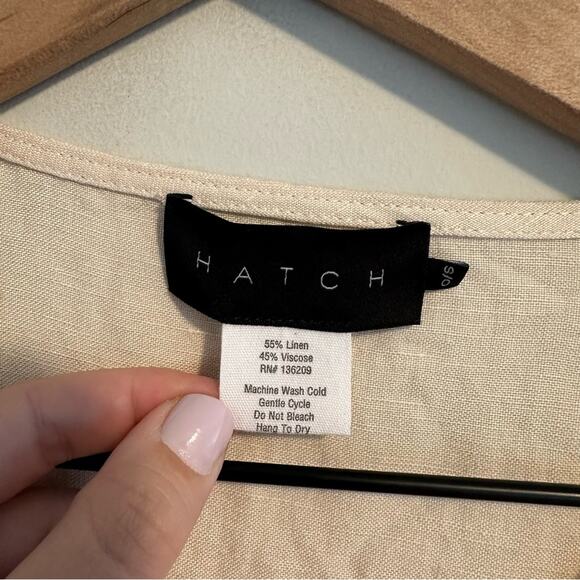 HATCH
O/S
55% Linen
45% Viscose
RN# 136209
Machine Wash Cold
Gentle Cycle
Do Not Bleach
Hang To Dry